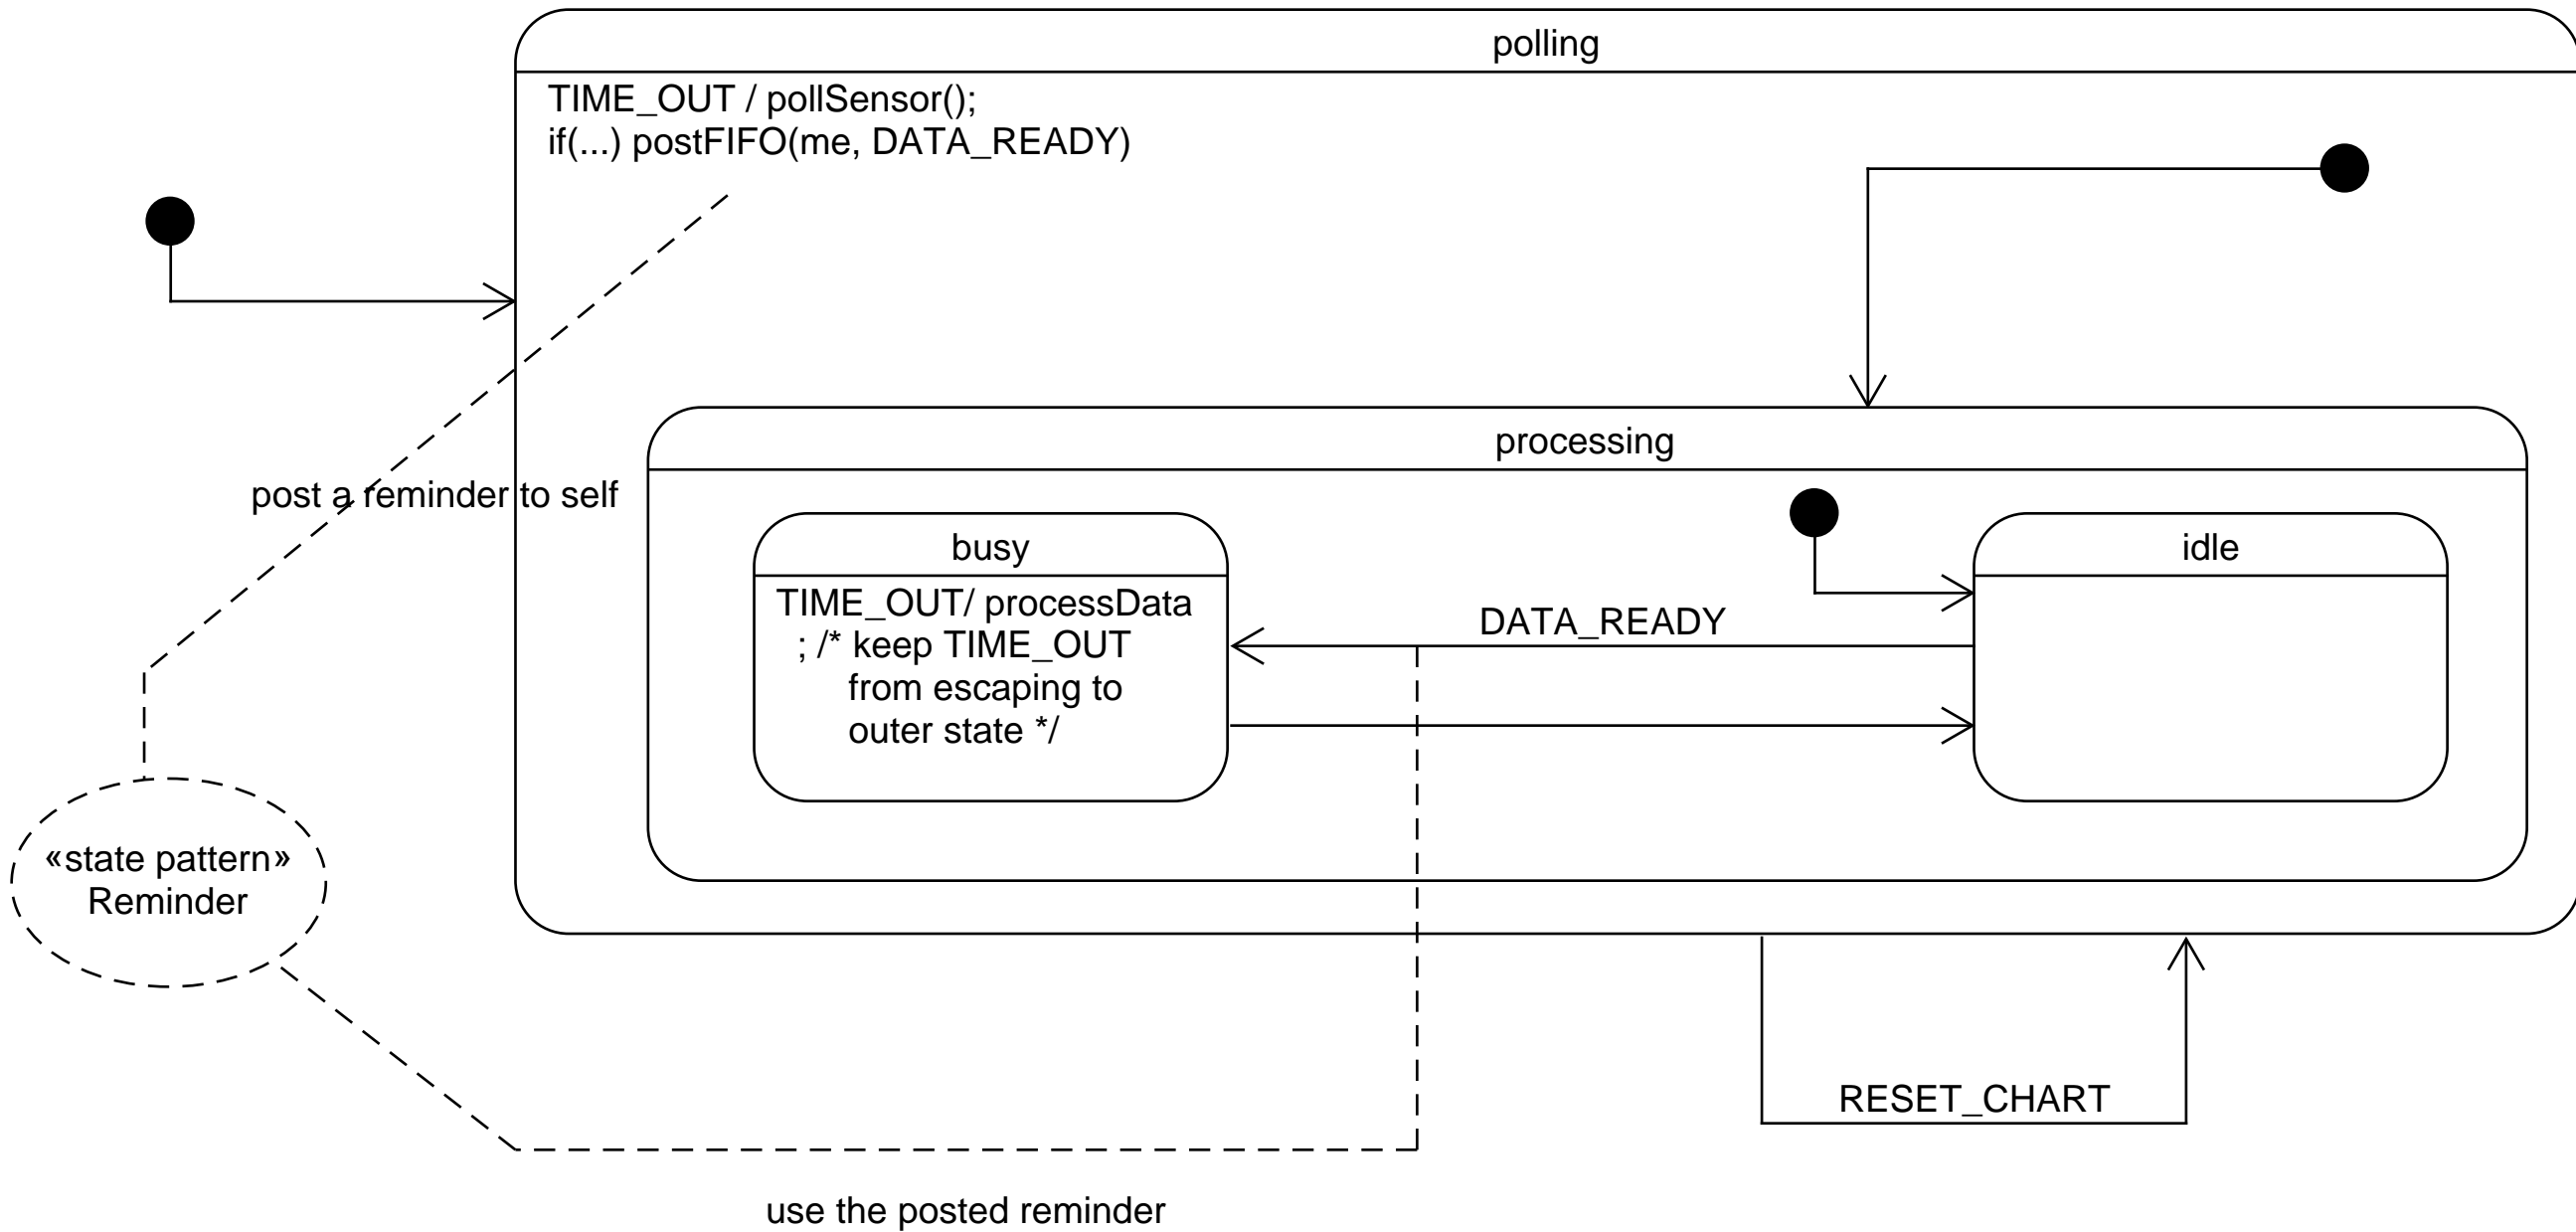 polling
TIME_OUT / pollSensor();
if(...) postFIFO(me, DATA_READY)
processing
post a reminder to self
busy
idle
TIME_OUT/ processData
; /* keep TIME_OUT
from escaping to
outer state */
DATA_READY
«state pattern»
Reminder
RESET_CHART
use the posted reminder